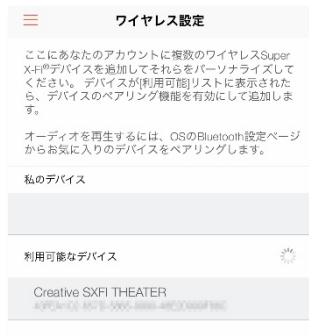 ワイヤレス設定
ここにあなたのアカウントに複数のワイヤレスSuper
X-Fi®デバイスを追加してそれらをパーソナライズして
ください。 デバイスが[利用可能]リストに表示された
ら、デバイスのペアリング機能を有効にして追加しま
す。
オーディオを再生するには、OSのBluetooth設定ページ
からお気に入りのデバイスをペアリングします。
私のデバイス
利用可能なデバイス
Creative SXFI THEATER